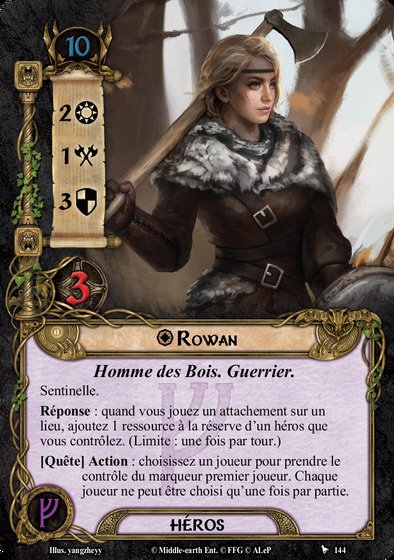 10
2
1
3
3
Rowan
Homme des Bois. Guerrier.
Sentinelle.
Réponse : quand vous jouez un attachement sur un
lieu, ajoutez 1 ressource à la réserve d'un héros que
vous contrôlez. (Limite : une fois par tour.)
[Quête] Action : choisissez un joueur pour prendre le
contrôle du marqueur premier joueur. Chaque
joueur ne peut être choisi qu'une fois par partie.
HÉROS
Illus. yangzheyy © Middle-earth Ent. © FFG © ALeP 144